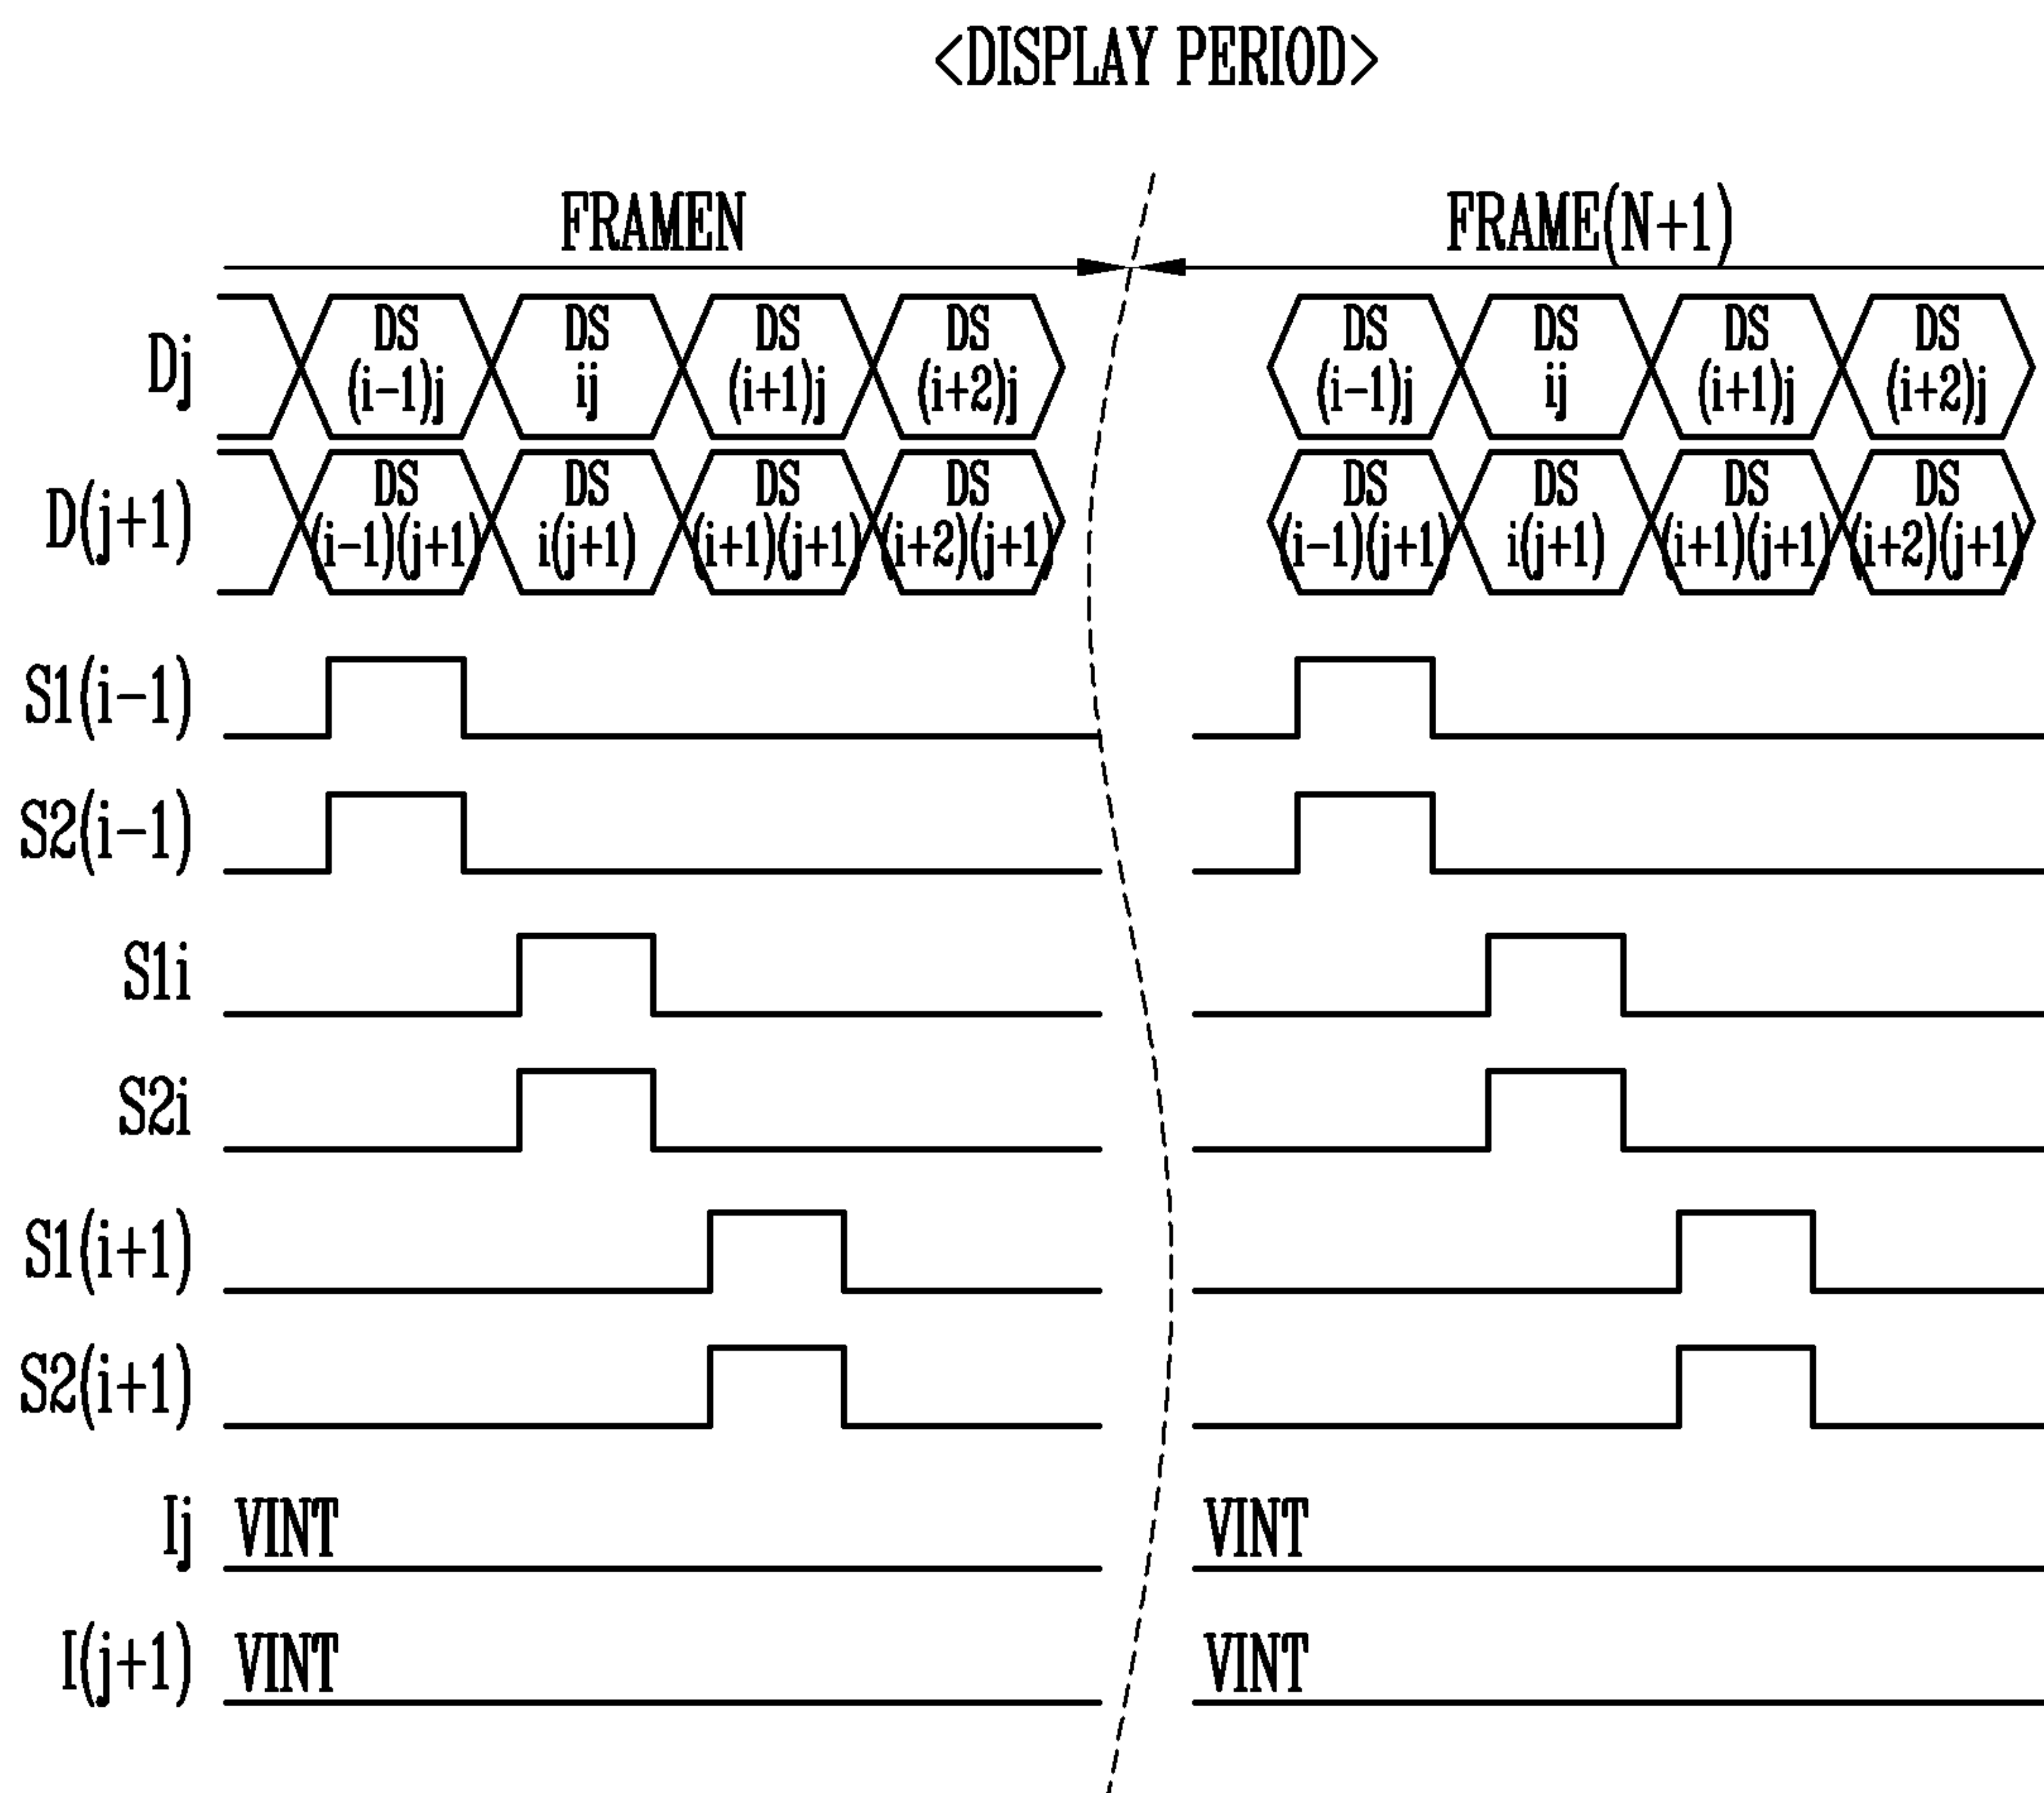 <DISPLAY PERIOD>
FRAMEN FRAME(N+1)
Dj DS (i-1)j DS ij DS (i+1)j DS (i+2)j DS (i-1)j DS ij DS (i+1)j DS (i+2)j
D(j+1) DS (i-1)(j+1) DS i(j+1) DS (i+1)(j+1) DS (i+2)(j+1) DS (i-1)(j+1) DS i(j+1) DS (i+1)(j+1) DS (i+2)(j+1)
S1(i-1)
S2(i-1)
S1i
S2i
S1(i+1)
S2(i+1)
Ij VINT VINT
I(j+1) VINT VINT